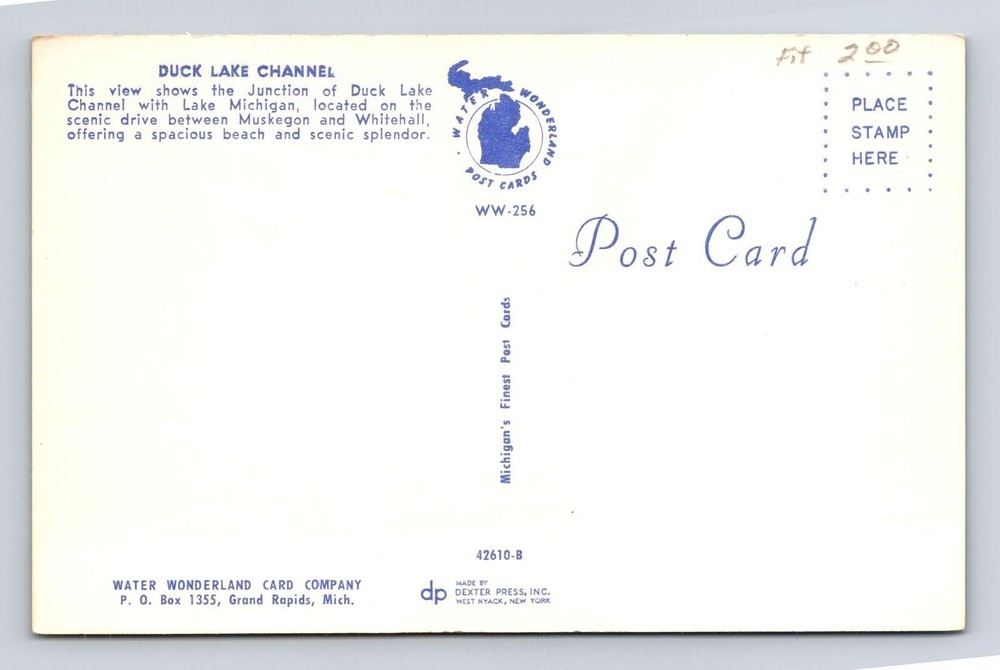 DUCK LAKE CHANNEL
This view shows the Junction of Duck Lake
Channel with Lake Michigan, located on the
scenic drive between Muskegon and Whitehall,
offering a spacious beach and scenic splendor.
WATER WONDERLAND
POST CARDS
WW-256
Fit 2.00
PLACE
STAMP
HERE
Post Card
Michigan's Finest Post Cards
42610-B
WATER WONDERLAND CARD COMPANY
P. O. Box 1355, Grand Rapids, Mich.
dp
MADE BY
DEXTER PRESS, INC.
WEST NYACK, NEW YORK